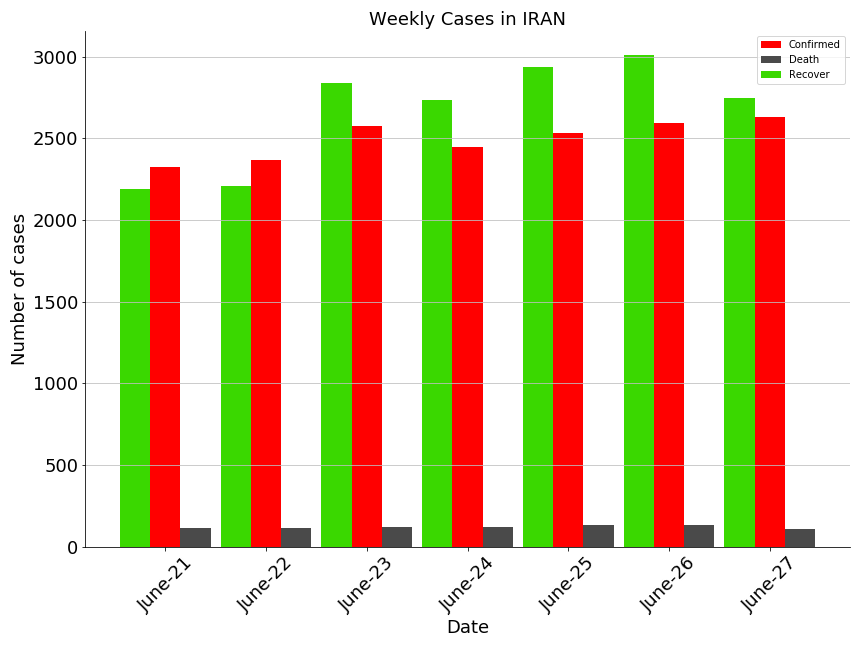 Weekly Cases in IRAN
Confirmed
Death
Recover
Number of cases
3000
2500
2000
1500
1000
500
0
June-21
June-22
June-23
June-24
June-25
June-26
June-27
Date